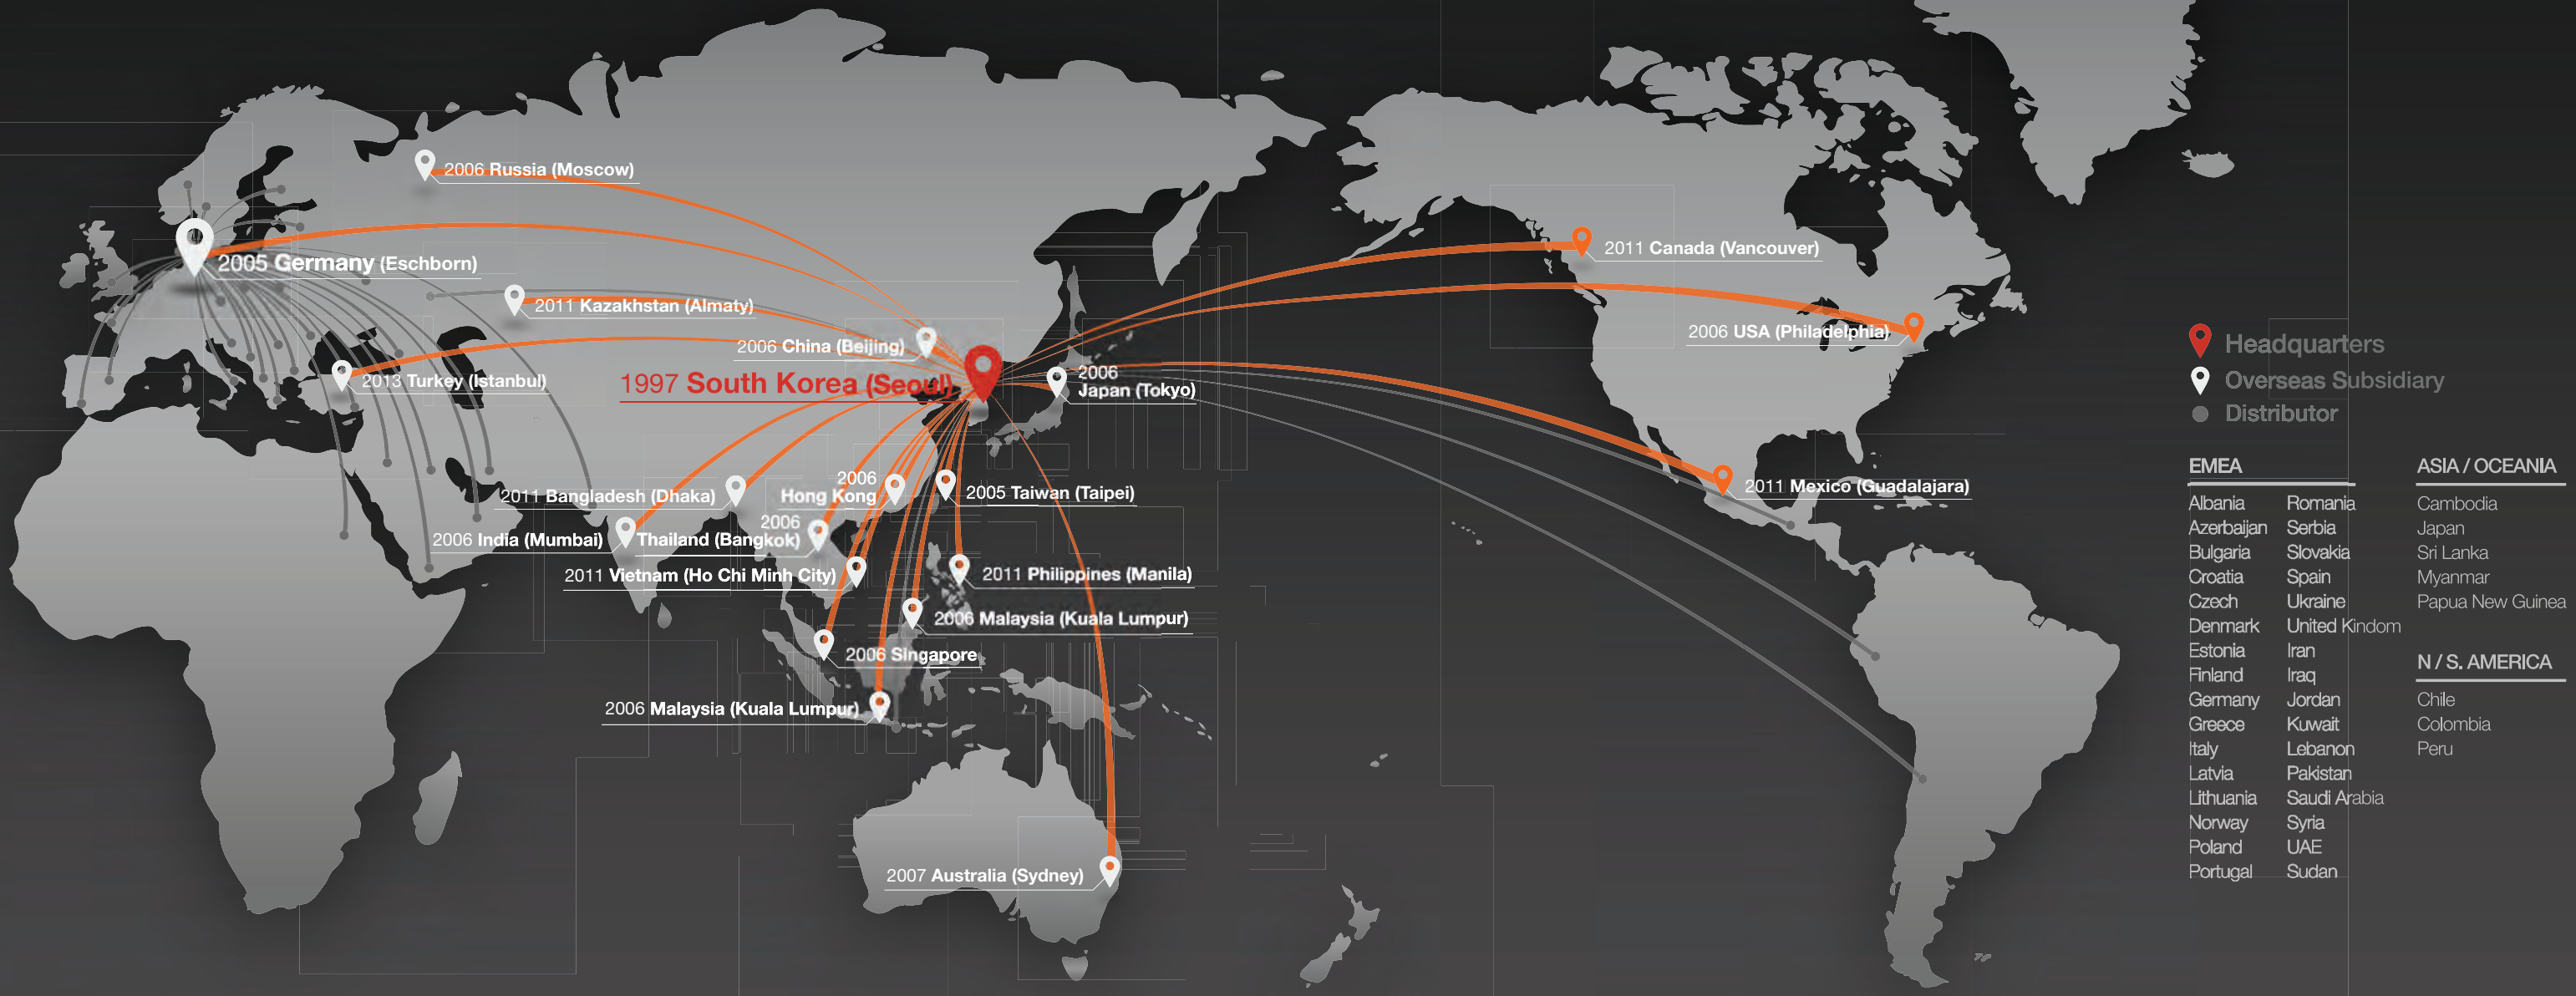 2006 Russia (Moscow)
2005 Germany (Eschborn)
2011 Kazakhstan (Almaty)
2013 Turkey (Istanbul)
2006 China (Beijing)
1997 South Korea (Seoul)
2006
Japan (Tokyo)
2011 Canada (Vancouver)
2006 USA (Philadelphia)
2011 Mexico (Guadalajara)
2011 Bangladesh (Dhaka)
2006
Hong Kong
2005 Taiwan (Taipei)
2006 India (Mumbai)
2006
Thailand (Bangkok)
2011 Vietnam (Ho Chi Minh City)
2011 Philippines (Manila)
2006 Malaysia (Kuala Lumpur)
2006 Singapore
2006 Malaysia (Kuala Lumpur)
2007 Australia (Sydney)
Headquarters
Overseas Subsidiary
Distributor
EMEA
Albania
Azerbaijan
Bulgaria
Croatia
Czech
Denmark
Estonia
Finland
Germany
Greece
Italy
Latvia
Lithuania
Norway
Poland
Portugal
Romania
Serbia
Slovakia
Spain
Ukraine
United Kindom
Iran
Iraq
Jordan
Kuwait
Lebanon
Pakistan
Saudi Arabia
Syria
UAE
Sudan
ASIA / OCEANIA
Cambodia
Japan
Sri Lanka
Myanmar
Papua New Guinea
N / S. AMERICA
Chile
Colombia
Peru